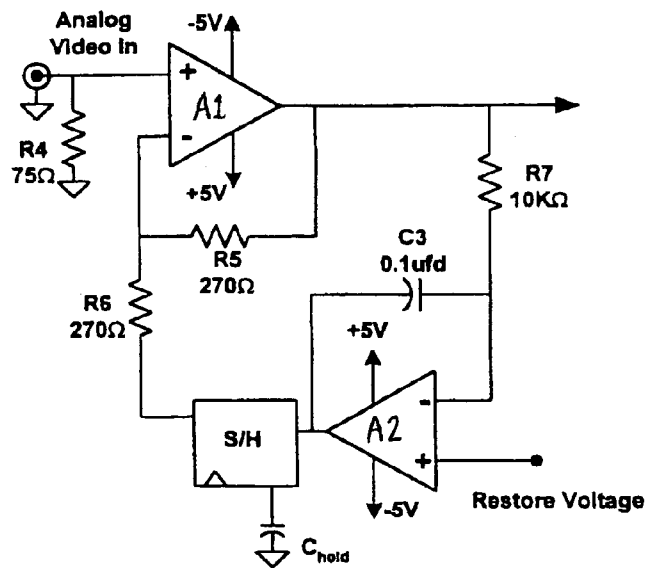 Analog
Video In
-5V
+
A1
-
+5V
R4
75Ω
R7
10KΩ
R5
270Ω
C3
0.1ufd
R6
270Ω
+5V
S/H
-
A2
+
-5V
Restore Voltage
Chold